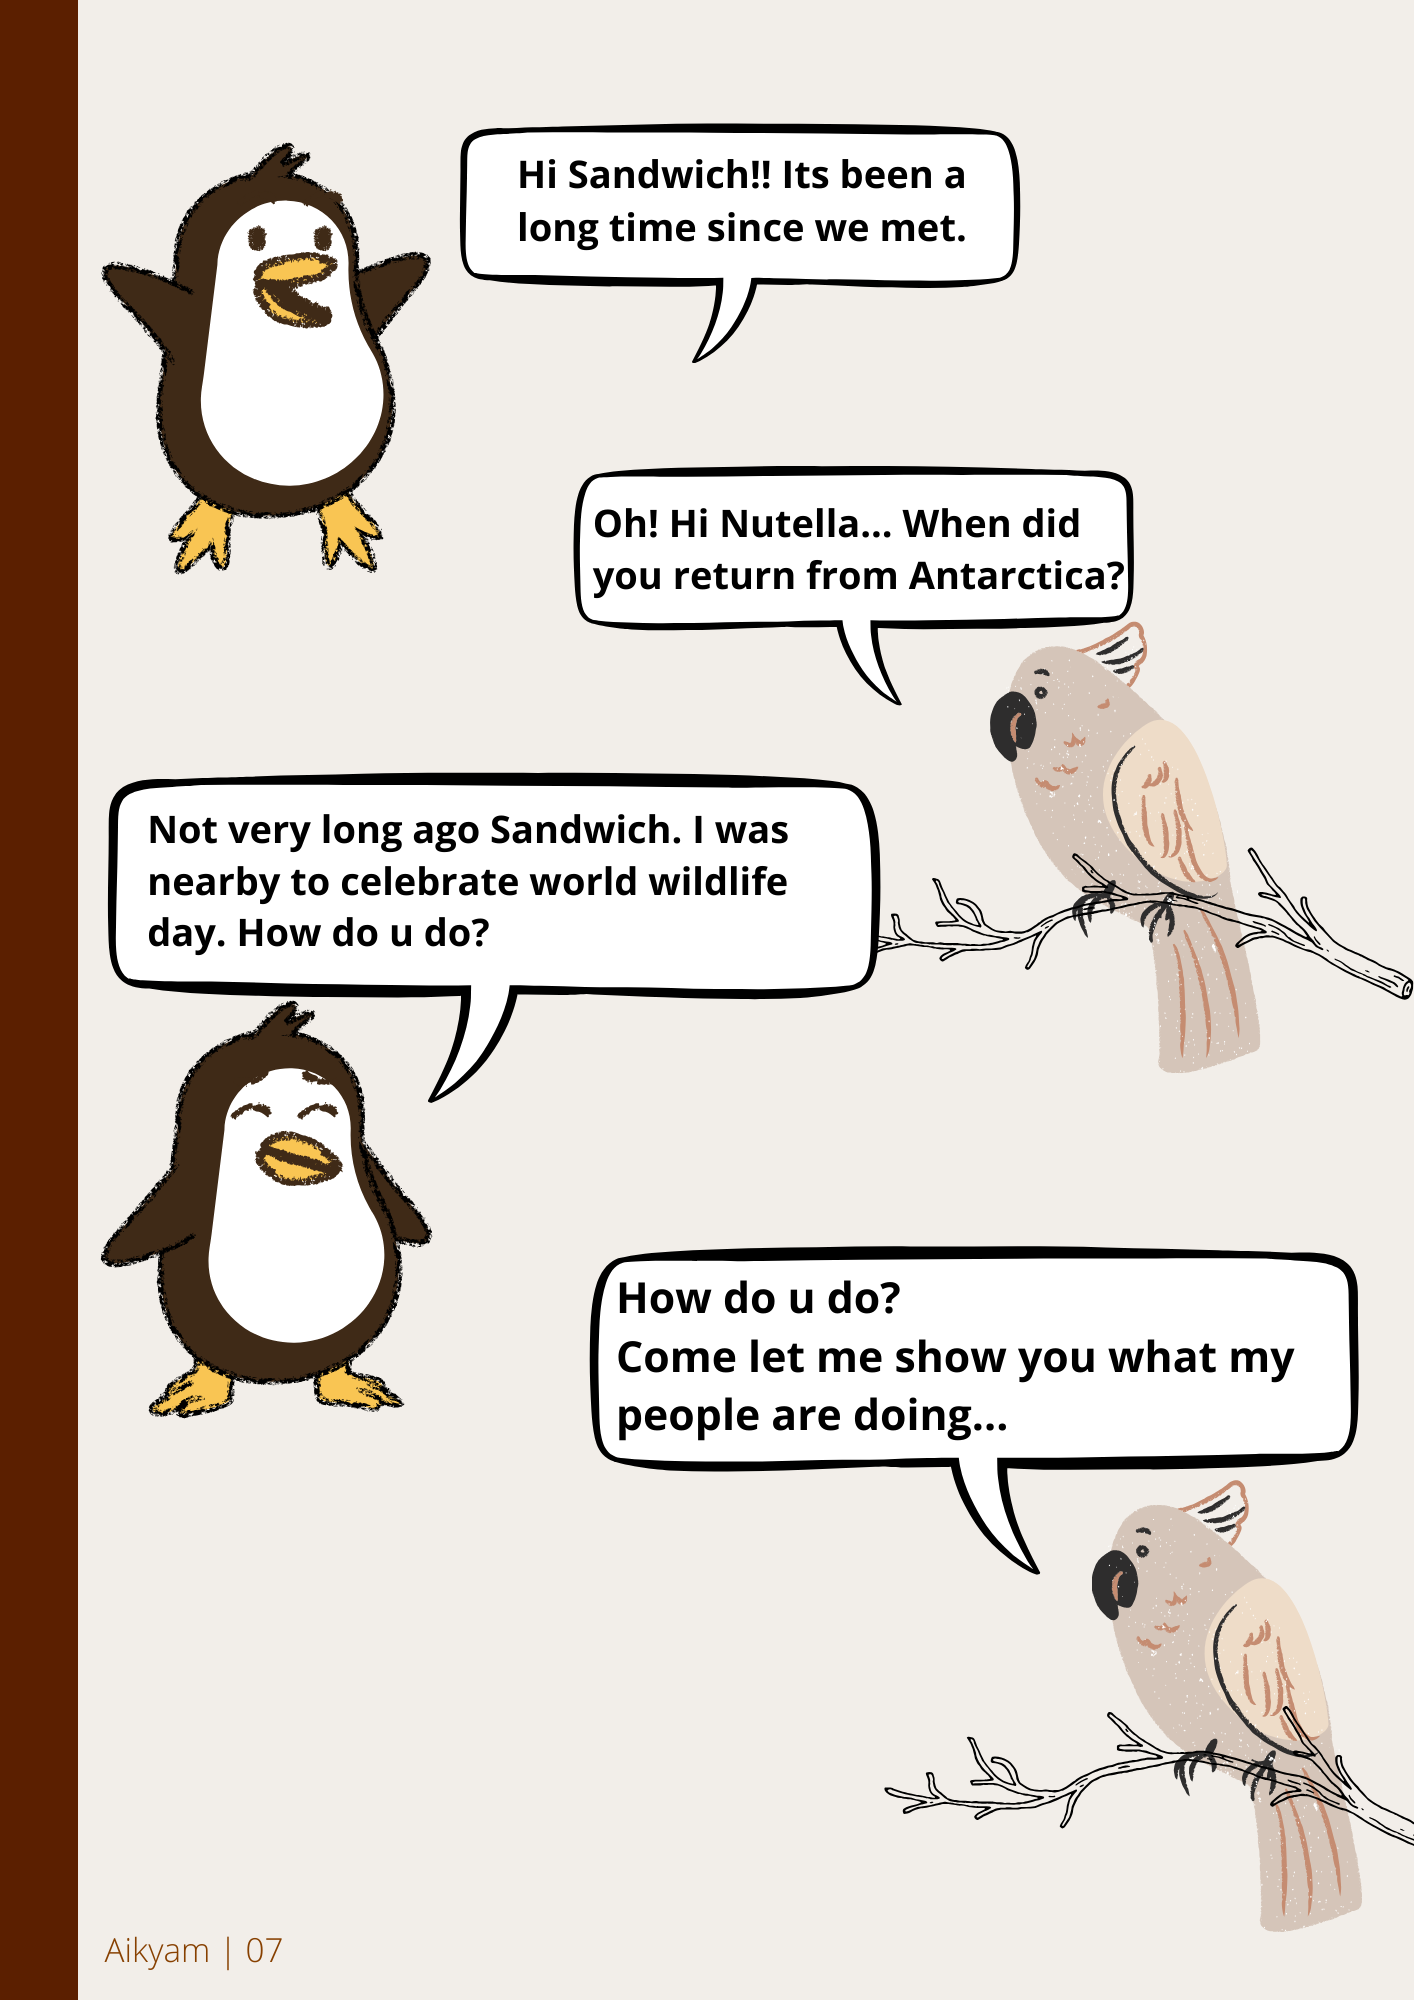 Hi Sandwich!! Its been a
long time since we met.
Oh! Hi Nutella... When did
you return from Antarctica?
Not very long ago Sandwich. I was
nearby to celebrate world wildlife
day. How do u do?
How do u do?
Come let me show you what my
people are doing...
Aikyam | 07